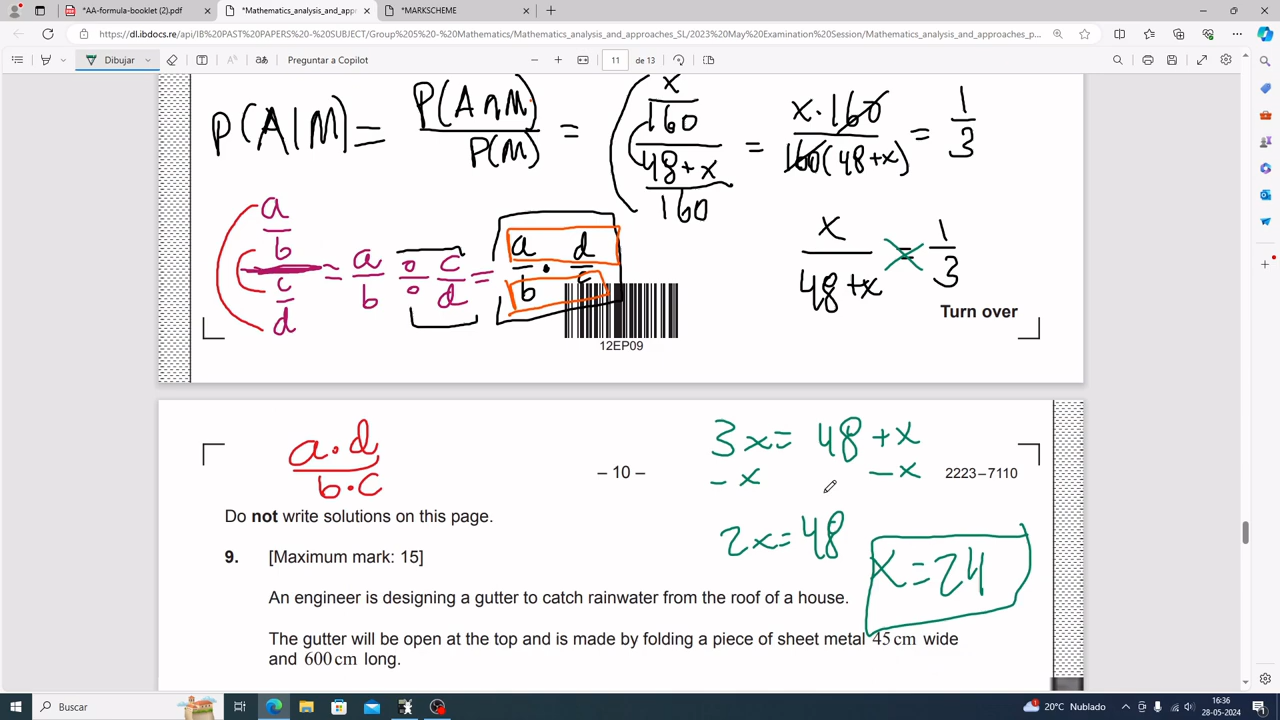 *AA-formula-booklet (2).pdf
*Mathematics_analysis_and_app
*MARKSCHEME
https://dl.ibdocs.re/api/IB%20PAST%20PAPERS%20-%20SUBJECT/Group%205%20-%20Mathematics/Mathematics_analysis_and_approaches_SL/2023%20May%20Examination%20Session/Mathematics_analysis_and_approaches_p...
Dibujar
Preguntar a Copilot
11 de 13
P(A|M) = P(A∩M)/P(M) = (x/160)/((48+x)/160) = x·160/160(48+x) = 1/3
(a/b)/(c/d) = a/b ÷ c/d = a/b · d/c
x/(48+x) = 1/3
Turn over
12EP09
a·d/b·c
3x = 48 + x
– 10 –
-x -x
2223–7110
Do not write solutions on this page.
2x = 48
x = 24
9. [Maximum mark: 15]
An engineer is designing a gutter to catch rainwater from the roof of a house.
The gutter will be open at the top and is made by folding a piece of sheet metal 45 cm wide
and 600 cm long.
Buscar
20°C Nublado
16:36
28-05-2024